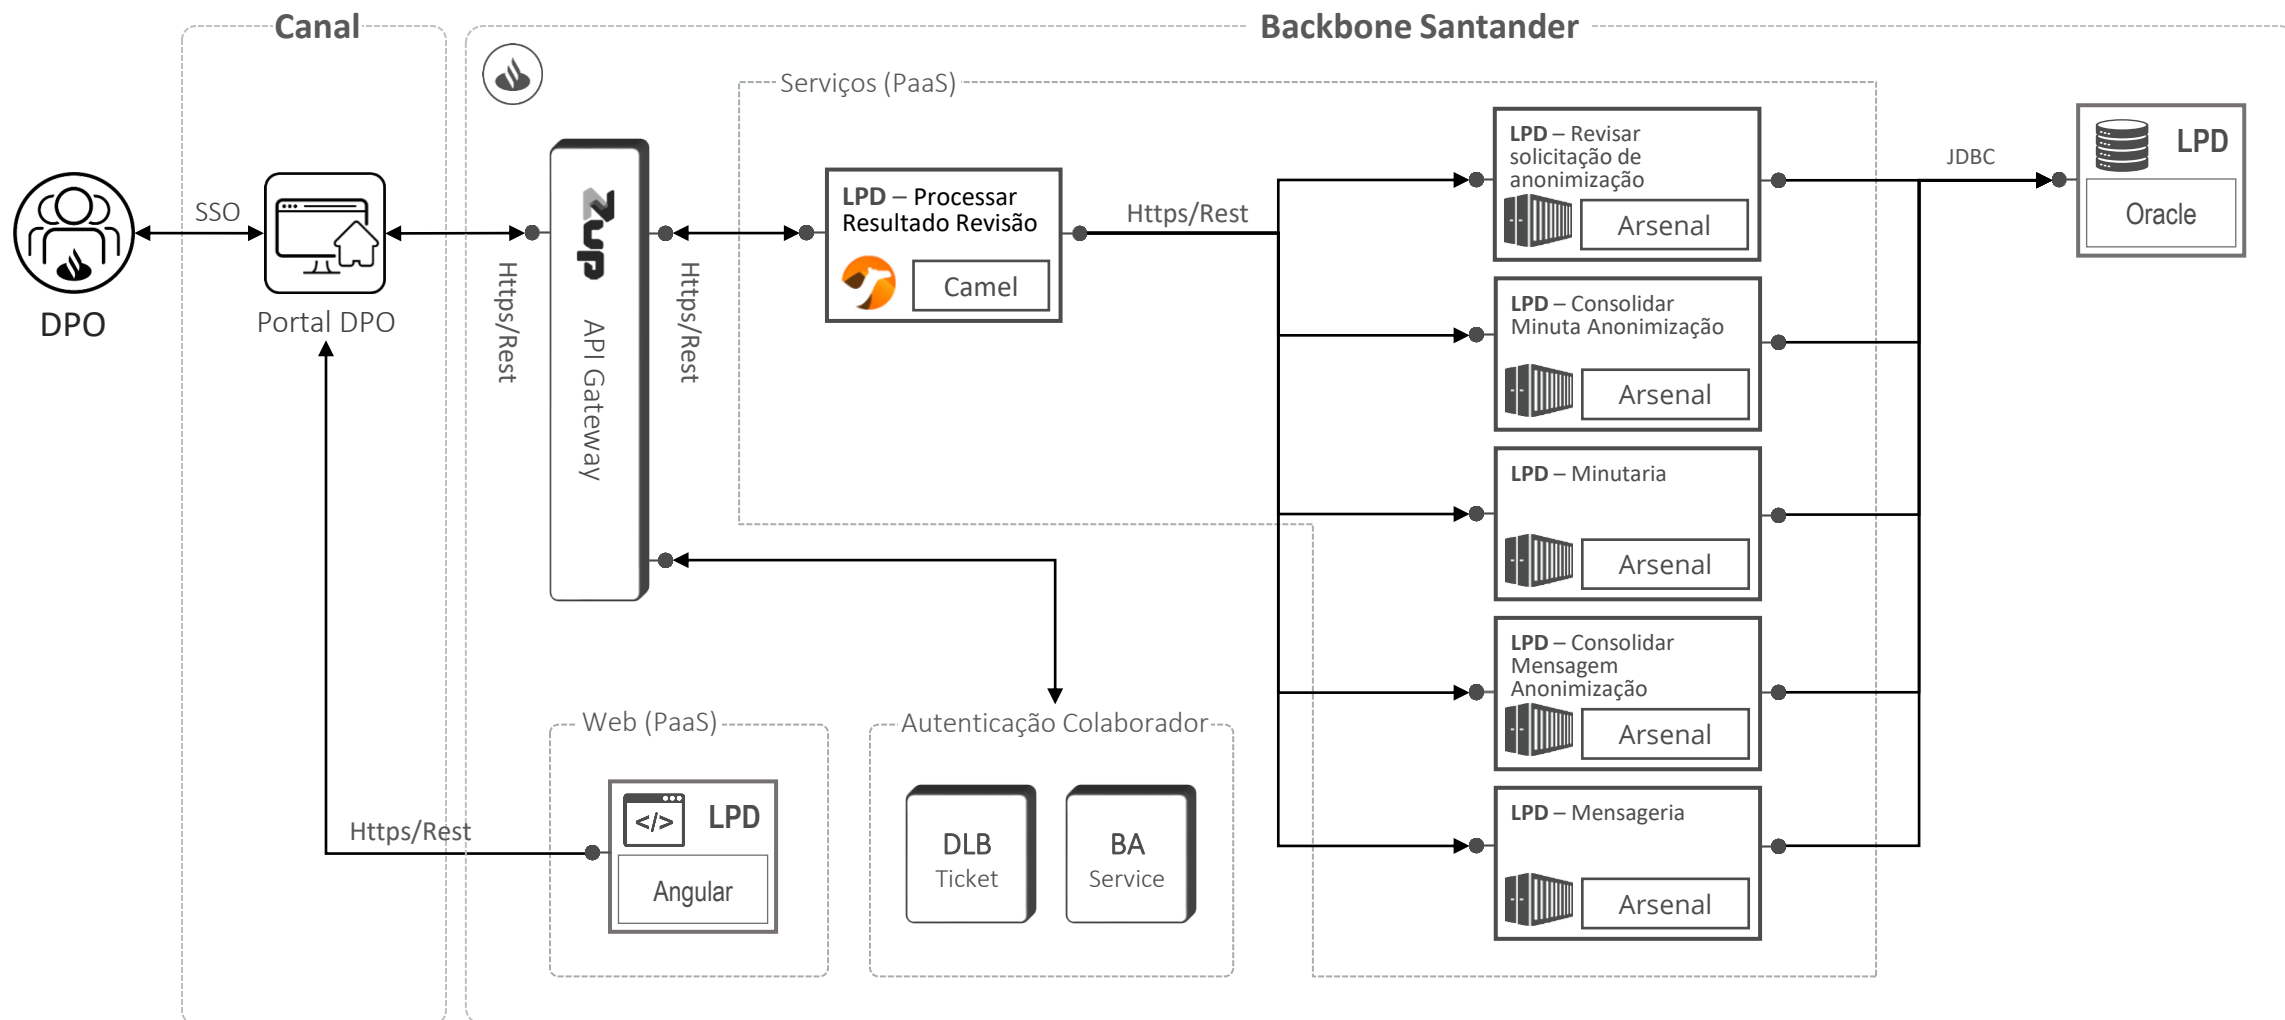 Canal
Backbone Santander
Serviços (PaaS)
LPD – Revisar
solicitação de
anonimização
Arsenal
JDBC
LPD
Oracle
SSO
DPO
Portal DPO
Https/Rest
zup
API Gateway
Https/Rest
LPD – Processar
Resultado Revisão
Camel
Https/Rest
LPD – Consolidar
Minuta Anonimização
Arsenal
LPD – Minutaria
Arsenal
LPD – Consolidar
Mensagem
Anonimização
Arsenal
Web (PaaS)
Autenticação Colaborador
Https/Rest
</>
LPD
Angular
DLB
Ticket
BA
Service
LPD – Mensageria
Arsenal